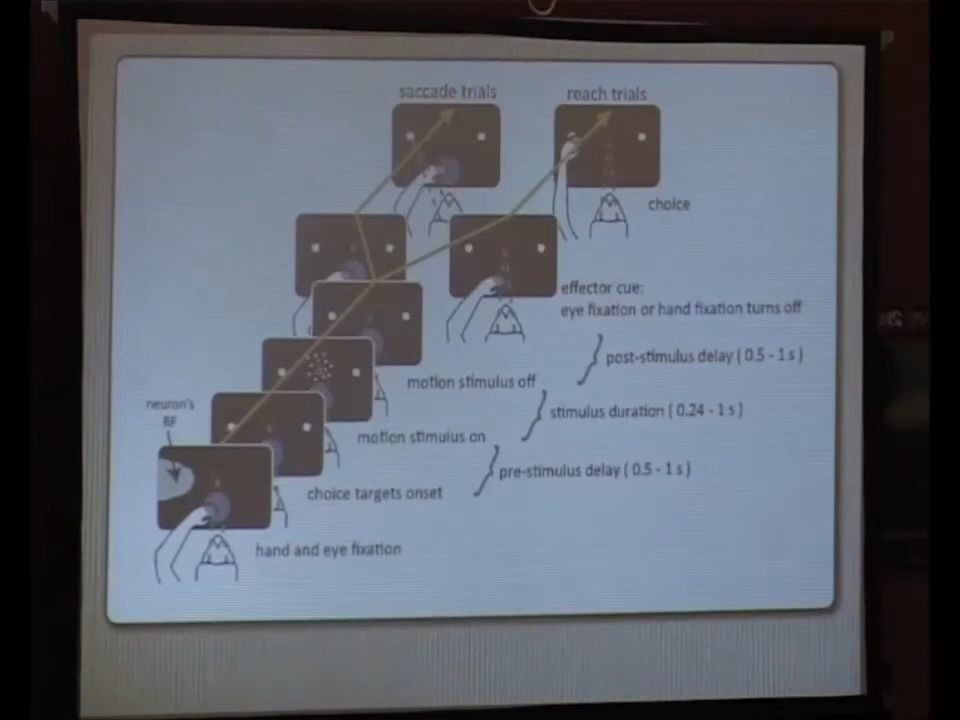 saccade trials
reach trials
choice
effector cue:
eye fixation or hand fixation turns off
post-stimulus delay ( 0.5 - 1 s )
motion stimulus off
stimulus duration ( 0.24 - 1 s )
neuron's
RF
motion stimulus on
pre-stimulus delay ( 0.5 - 1 s )
choice targets onset
hand and eye fixation